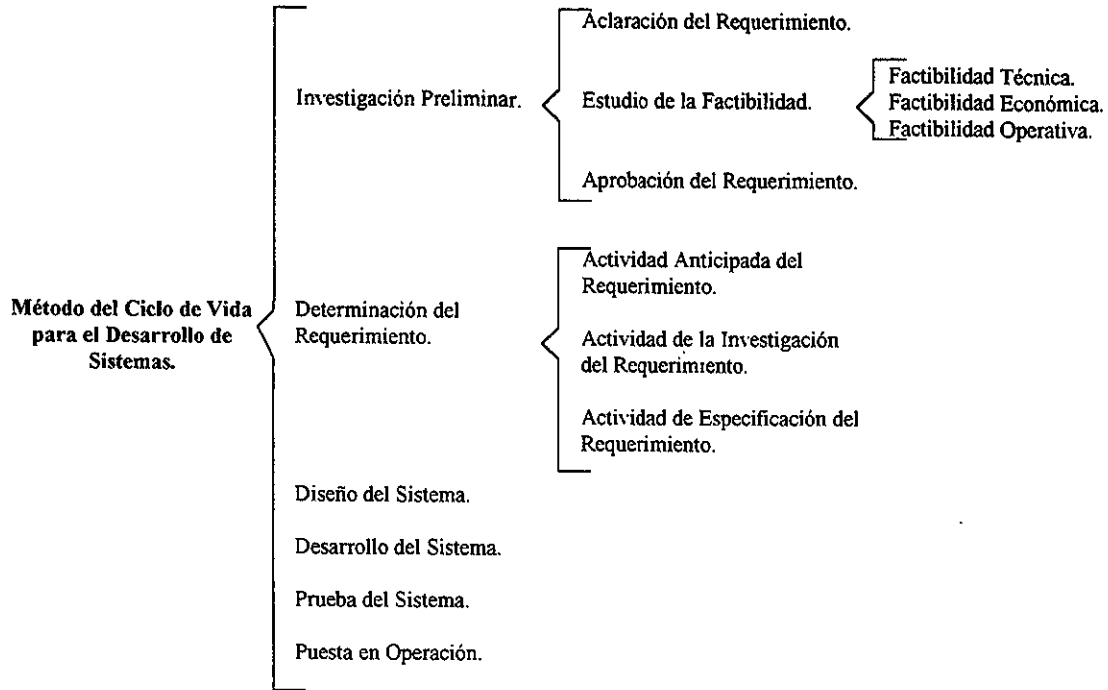 Aclaración del Requerimiento.
Investigación Preliminar.
Estudio de la Factibilidad.
Factibilidad Técnica.
Factibilidad Económica.
Factibilidad Operativa.
Aprobación del Requerimiento.
Método del Ciclo de Vida
para el Desarrollo de
Sistemas.
Determinación del
Requerimiento.
Actividad Anticipada del
Requerimiento.
Actividad de la Investigación
del Requerimiento.
Actividad de Especificación del
Requerimiento.
Diseño del Sistema.
Desarrollo del Sistema.
Prueba del Sistema.
Puesta en Operación.